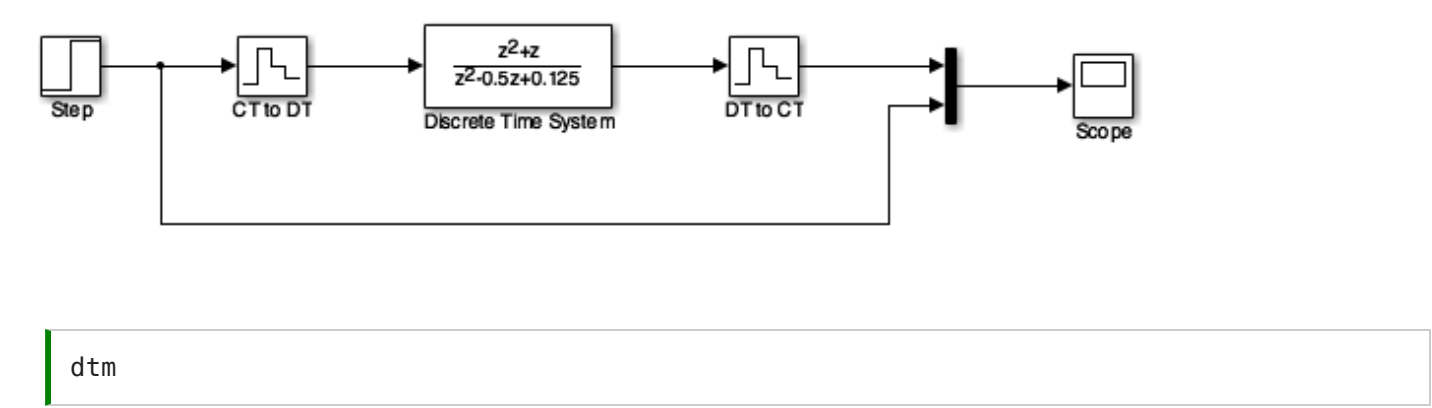 z²+z
z²-0.5z+0.125
Step
CT to DT
Discrete Time System
DT to CT
Scope
dtm